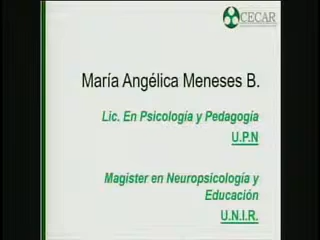 CECAR
María Angélica Meneses B.
Lic. En Psicología y Pedagogía
U.P.N
Magister en Neuropsicología y
Educación
U.N.I.R.